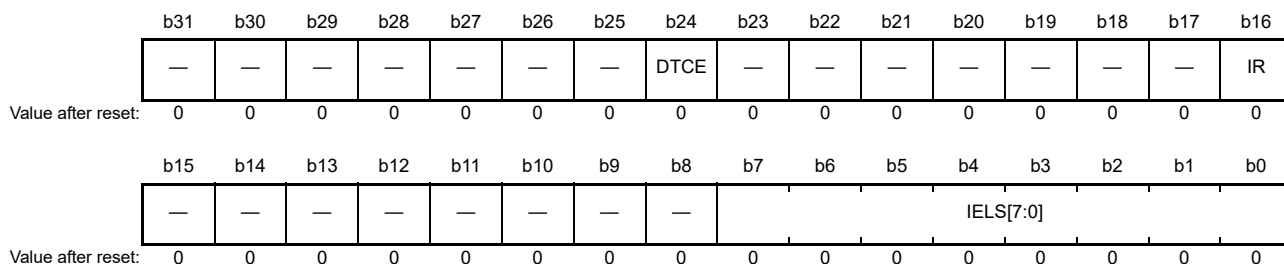 b31 b30 b29 b28 b27 b26 b25 b24 b23 b22 b21 b20 b19 b18 b17 b16
— — — — — — — DTCE — — — — — — — IR
Value after reset: 0 0 0 0 0 0 0 0 0 0 0 0 0 0 0 0
b15 b14 b13 b12 b11 b10 b9 b8 b7 b6 b5 b4 b3 b2 b1 b0
— — — — — — — — IELS[7:0]
Value after reset: 0 0 0 0 0 0 0 0 0 0 0 0 0 0 0 0